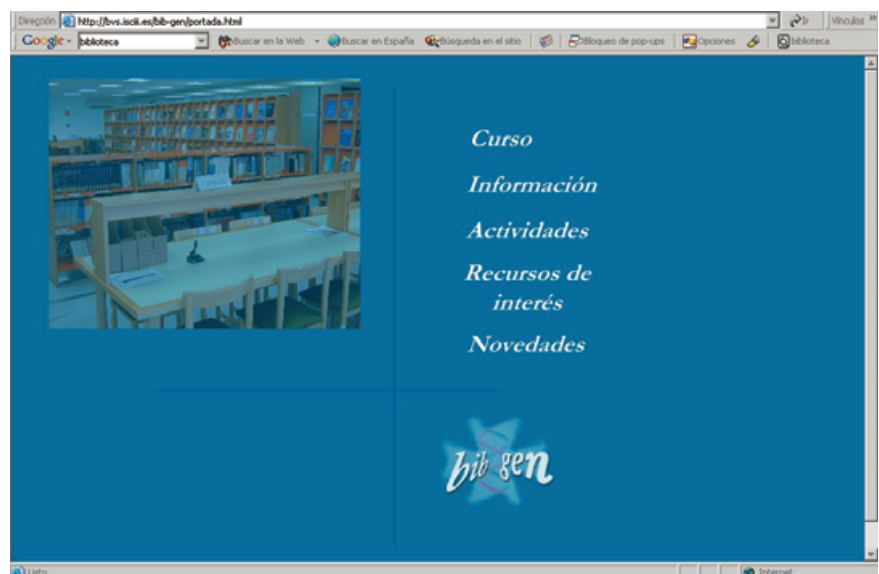 Dirección http://bvs.isciii.es/bib-gen/portada.html Ir Vínculos »
Google - biblioteca Buscar en la Web Buscar en España Búsqueda en el sitio Bloqueo de pop-ups Opciones biblioteca
Curso
Información
Actividades
Recursos de
interés
Novedades
bib gen
Listo Internet